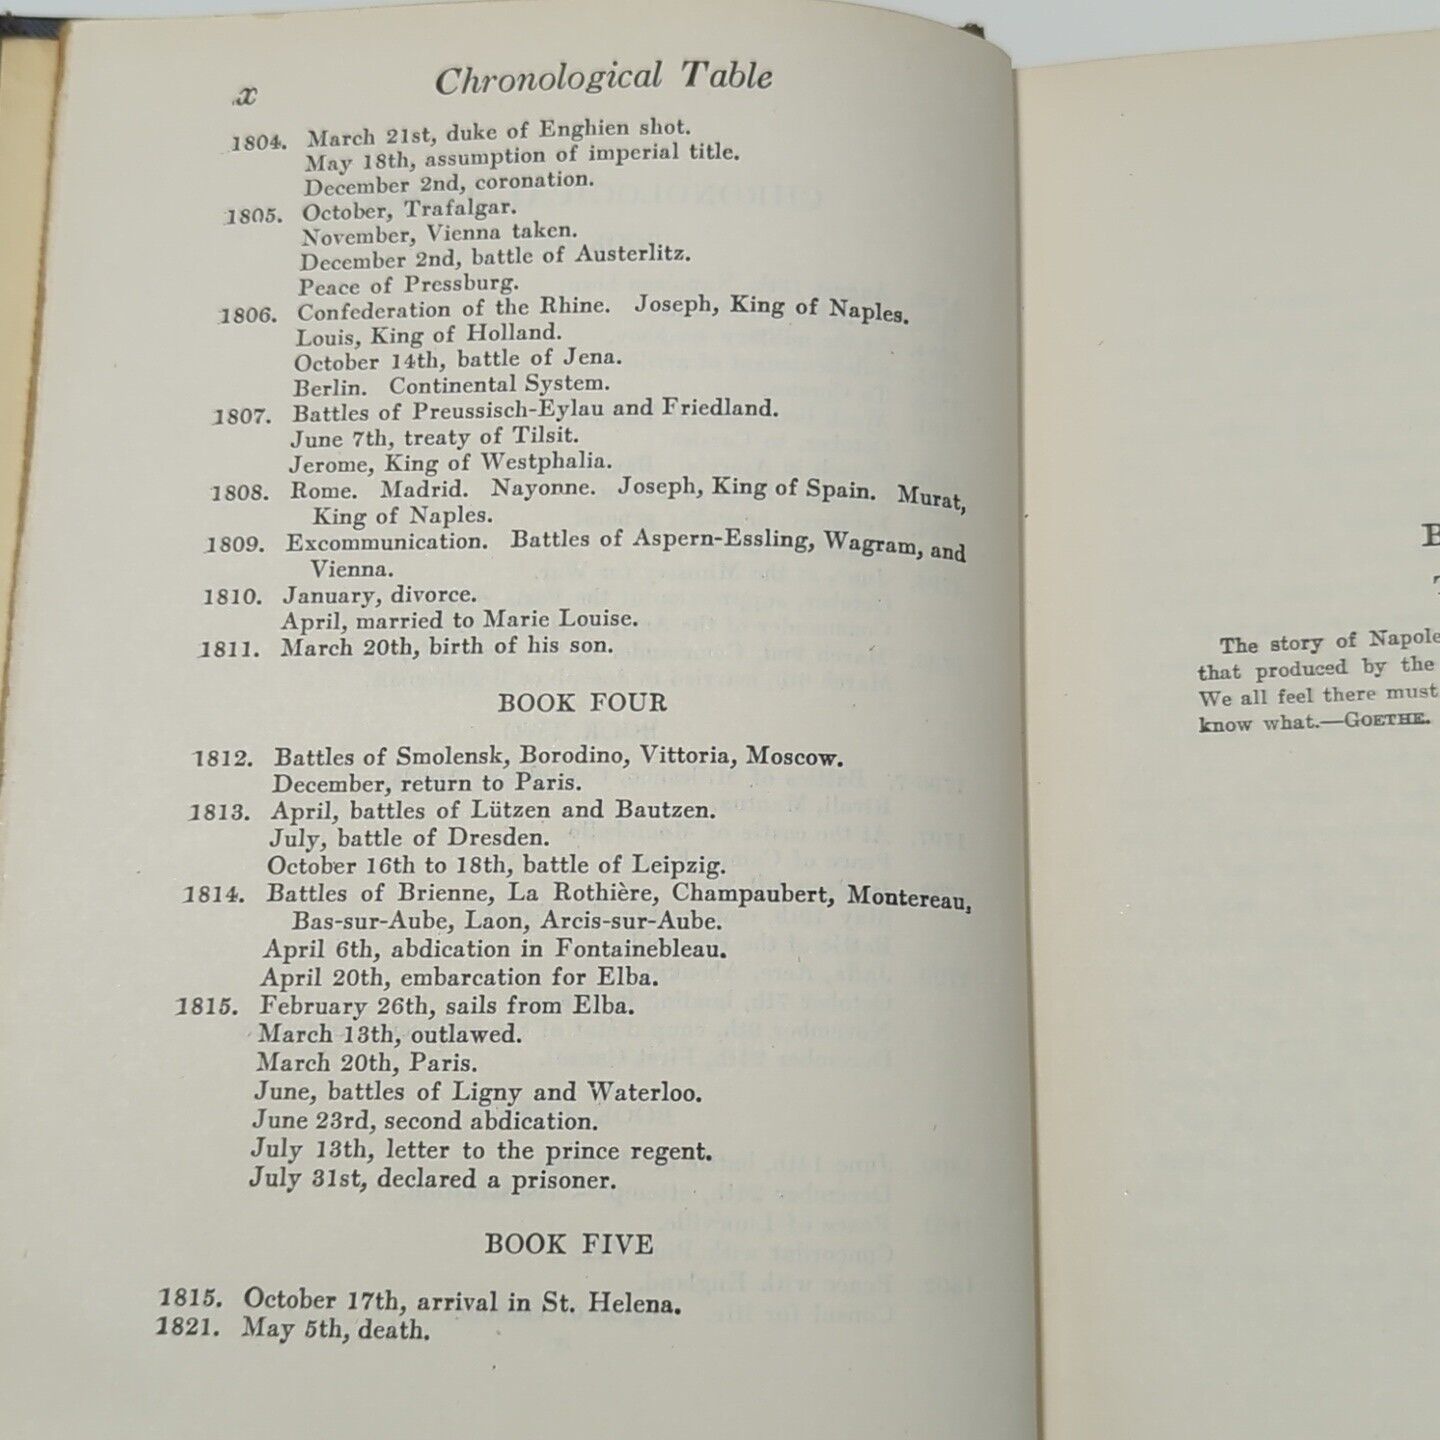 x Chronological Table
1804. March 21st, duke of Enghien shot.
May 18th, assumption of imperial title.
December 2nd, coronation.
1805. October, Trafalgar.
November, Vienna taken.
December 2nd, battle of Austerlitz.
Peace of Pressburg.
1806. Confederation of the Rhine. Joseph, King of Naples.
Louis, King of Holland.
October 14th, battle of Jena.
Berlin. Continental System.
1807. Battles of Preussisch-Eylau and Friedland.
June 7th, treaty of Tilsit.
Jerome, King of Westphalia.
1808. Rome. Madrid. Nayonne. Joseph, King of Spain. Murat,
King of Naples.
1809. Excommunication. Battles of Aspern-Essling, Wagram, and
Vienna.
1810. January, divorce.
April, married to Marie Louise.
1811. March 20th, birth of his son.
BOOK FOUR
1812. Battles of Smolensk, Borodino, Vittoria, Moscow.
December, return to Paris.
1813. April, battles of Lützen and Bautzen.
July, battle of Dresden.
October 16th to 18th, battle of Leipzig.
1814. Battles of Brienne, La Rothière, Champaubert, Montereau,
Bas-sur-Aube, Laon, Arcis-sur-Aube.
April 6th, abdication in Fontainebleau.
April 20th, embarcation for Elba.
1815. February 26th, sails from Elba.
March 13th, outlawed.
March 20th, Paris.
June, battles of Ligny and Waterloo.
June 23rd, second abdication.
July 13th, letter to the prince regent.
July 31st, declared a prisoner.
BOOK FIVE
1815. October 17th, arrival in St. Helena.
1821. May 5th, death.
The story of Napole
that produced by the
We all feel there must
know what.—GOETHE.